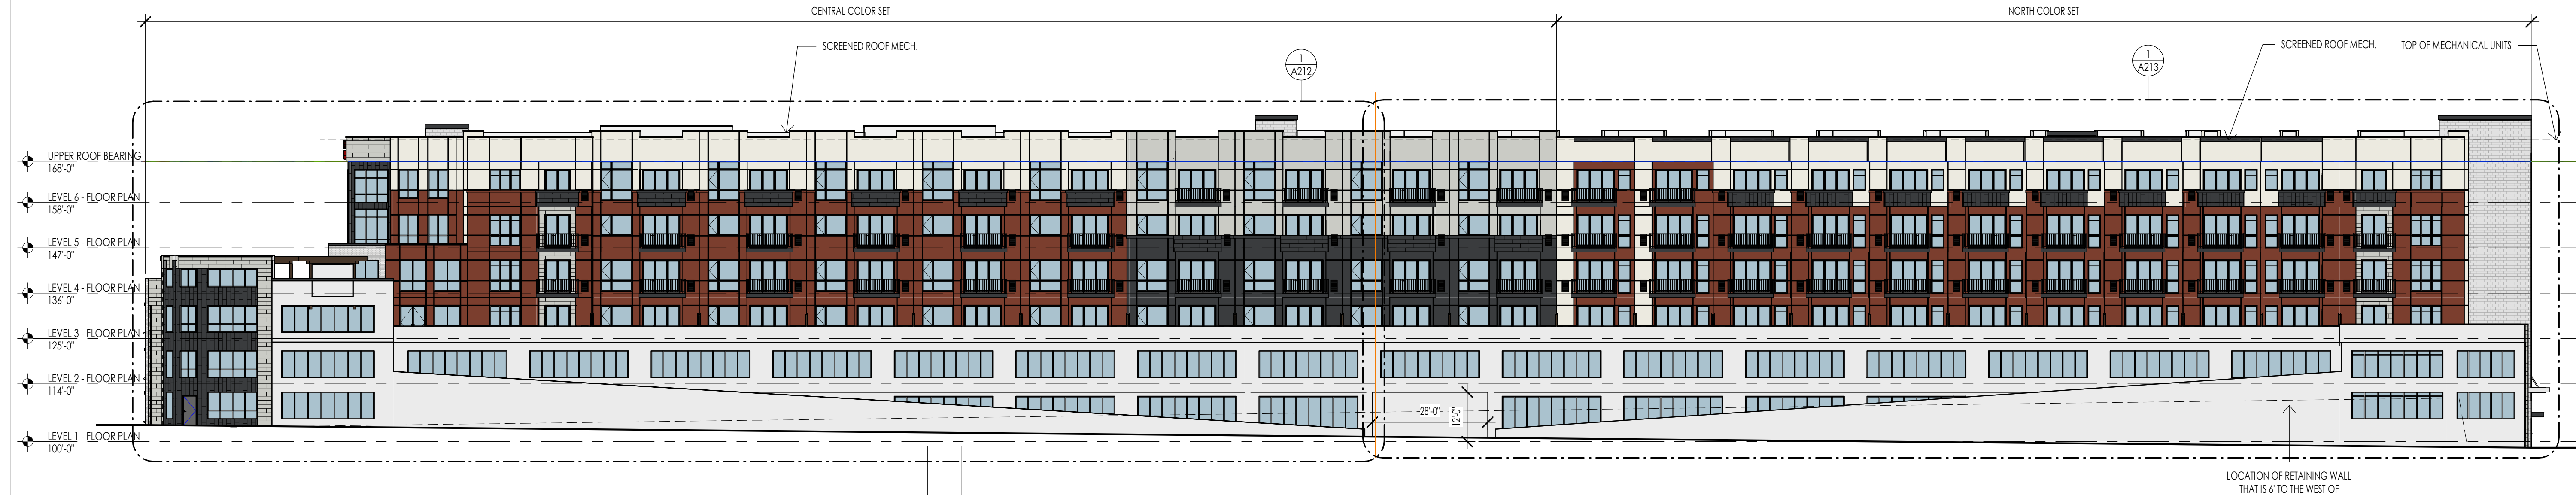 CENTRAL COLOR SET
NORTH COLOR SET
SCREENED ROOF MECH.
SCREENED ROOF MECH.
TOP OF MECHANICAL UNITS
1
A212
1
A213
UPPER ROOF BEARING
168'-0"
LEVEL 6 - FLOOR PLAN
158'-0"
LEVEL 5 - FLOOR PLAN
147'-0"
LEVEL 4 - FLOOR PLAN
136'-0"
LEVEL 3 - FLOOR PLAN
125'-0"
LEVEL 2 - FLOOR PLAN
114'-0"
28'-0"
12'-0"
LEVEL 1 - FLOOR PLAN
100'-0"
LOCATION OF RETAINING WALL
THAT IS 6' TO THE WEST OF